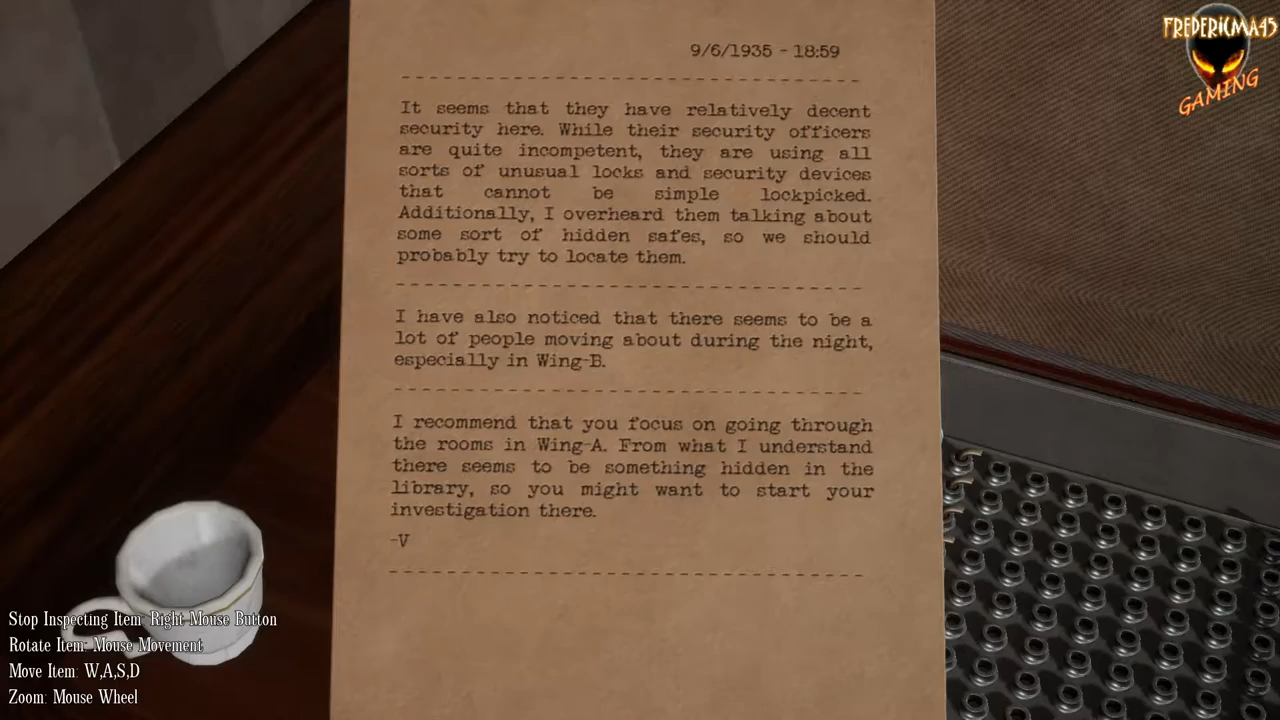 FREDERICMA45
GAMING
9/6/1935 - 18:59
It seems that they have relatively decent
security here. While their security officers
are quite incompetent, they are using all
sorts of unusual locks and security devices
that cannot be simple lockpicked.
Additionally, I overheard them talking about
some sort of hidden safes, so we should
probably try to locate them.
I have also noticed that there seems to be a
lot of people moving about during the night,
especially in Wing-B.
I recommend that you focus on going through
the rooms in Wing-A. From what I understand
there seems to be something hidden in the
library, so you might want to start your
investigation there.
-V
Stop Inspecting Item: Right Mouse Button
Rotate Item: Mouse Movement
Move Item: W,A,S,D
Zoom: Mouse Wheel